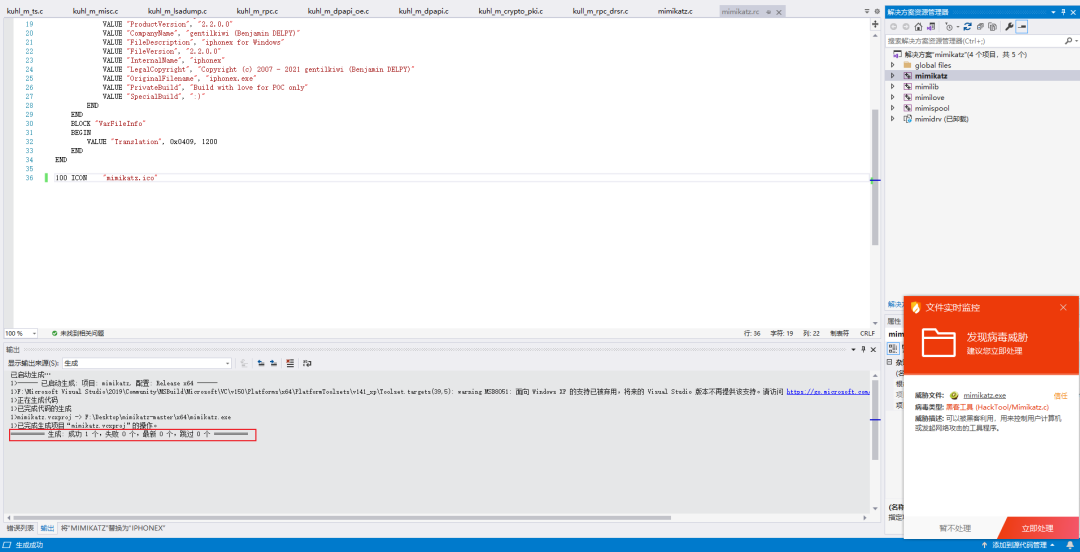 kuhl_m_ts.c kuhl_m_misc.c kuhl_m_lsadump.c kuhl_m_rpc.c kuhl_m_dpapi_oe.c kuhl_m_dpapi.c kuhl_m_crypto_pki.c kull_m_rpc_drsr.c mimikatz.c mimikatz.rc
19 VALUE "ProductVersion", "2.2.0.0"
20 VALUE "CompanyName", "gentilkiwi (Benjamin DELPY)"
21 VALUE "FileDescription", "iphonex for Windows"
22 VALUE "FileVersion", "2.2.0.0"
23 VALUE "InternalName", "iphonex"
24 VALUE "LegalCopyright", "Copyright (c) 2007 - 2021 gentilkiwi (Benjamin DELPY)"
25 VALUE "OriginalFilename", "iphonex.exe"
26 VALUE "PrivateBuild", "Build with love for POC only"
27 VALUE "SpecialBuild", ":)"
28 END
29 END
30 BLOCK "VarFileInfo"
31 BEGIN
32 VALUE "Translation", 0x0409, 1200
33 END
34 END
35
36 100 ICON "mimikatz.ico"
100 % 未找到相关问题 行: 36 字符: 19 列: 22 制表符 CRLF
输出
显示输出来源(S): 生成
已启动生成…
1>------ 已启动生成: 项目: mimikatz, 配置: Release x64 ------
1>F:\Microsoft Visual Studio\2019\Community\MSBuild\Microsoft\VC\v150\Platforms\x64\PlatformToolsets\v141_xp\Toolset.targets(39,5): warning MSB8051: 面向 Windows XP 的支持已被弃用。将来的 Visual Studio 版本不再提供该支持。请访问 https://go.microsoft.com/
1>正在生成代码
1>已完成代码的生成
1>mimikatz.vcxproj -> F:\Desktop\mimikatz-master\x64\mimikatz.exe
1>已完成生成项目“mimikatz.vcxproj”的操作。
========== 生成: 成功 1 个，失败 0 个，最新 0 个，跳过 0 个 ==========
错误列表 输出 将"MIMIKATZ"替换为"IPHONEX"
生成成功 添加到源代码管理
解决方案资源管理器
搜索解决方案资源管理器(Ctrl+;)
解决方案"mimikatz"(4 个项目, 共 5 个)
global files
mimikatz
mimilib
mimilove
mimispool
mimidrv (已卸载)
解决
属性
mim
杂
(名
根
项
项
(名称
指定
文件实时监控
发现病毒威胁
建议您立即处理
威胁文件: mimikatz.exe 信任
病毒类型: 黑客工具 (HackTool/Mimikatz.c)
威胁描述: 可以被黑客利用，用来控制用户计算机
或发起网络攻击的工具程序。
暂不处理 立即处理